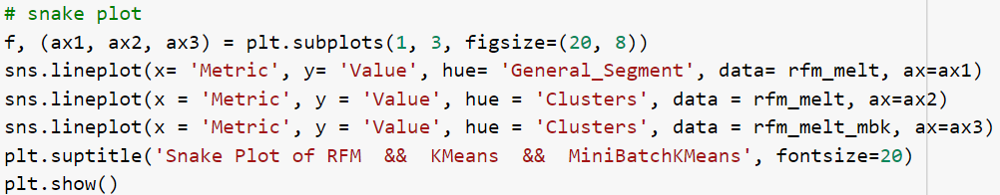 # snake plot
f, (ax1, ax2, ax3) = plt.subplots(1, 3, figsize=(20, 8))
sns.lineplot(x= 'Metric', y= 'Value', hue= 'General_Segment', data= rfm_melt, ax=ax1)
sns.lineplot(x = 'Metric', y = 'Value', hue = 'Clusters', data = rfm_melt, ax=ax2)
sns.lineplot(x = 'Metric', y = 'Value', hue = 'Clusters', data = rfm_melt_mbk, ax=ax3)
plt.suptitle('Snake Plot of RFM  &&  KMeans  &&  MiniBatchKMeans', fontsize=20)
plt.show()